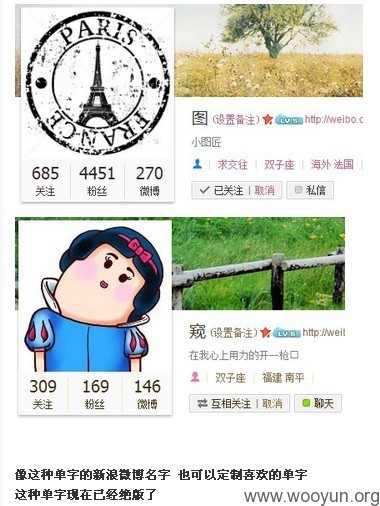 PARIS
FRANCE
685 4451 270
关注 粉丝 微博
图 (设置备注) LV 5 http://weibo.c
小图匠
求交往 双子座 海外 法国
已关注 | 取消 私信
309 169 146
关注 粉丝 微博
窥 (设置备注) LV 5 http://weib
在我心上用力的开一枪口
双子座 福建 南平
互相关注 | 取消 聊天
像这种单字的新浪微博名字 也可以定制喜欢的单字
这种单字现在已经绝版了
www.wooyun.org